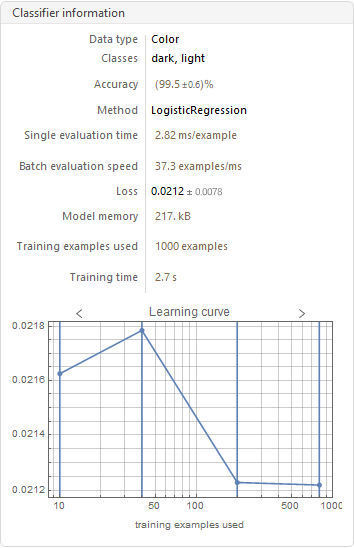 Classifier information
Data type Color
Classes dark, light
Accuracy (99.5 ±0.6)%
Method LogisticRegression
Single evaluation time 2.82 ms/example
Batch evaluation speed 37.3 examples/ms
Loss 0.0212 ± 0.0078
Model memory 217. kB
Training examples used 1000 examples
Training time 2.7 s
Learning curve
0.0218
0.0216
0.0214
0.0212
10 50 100 500 1000
training examples used